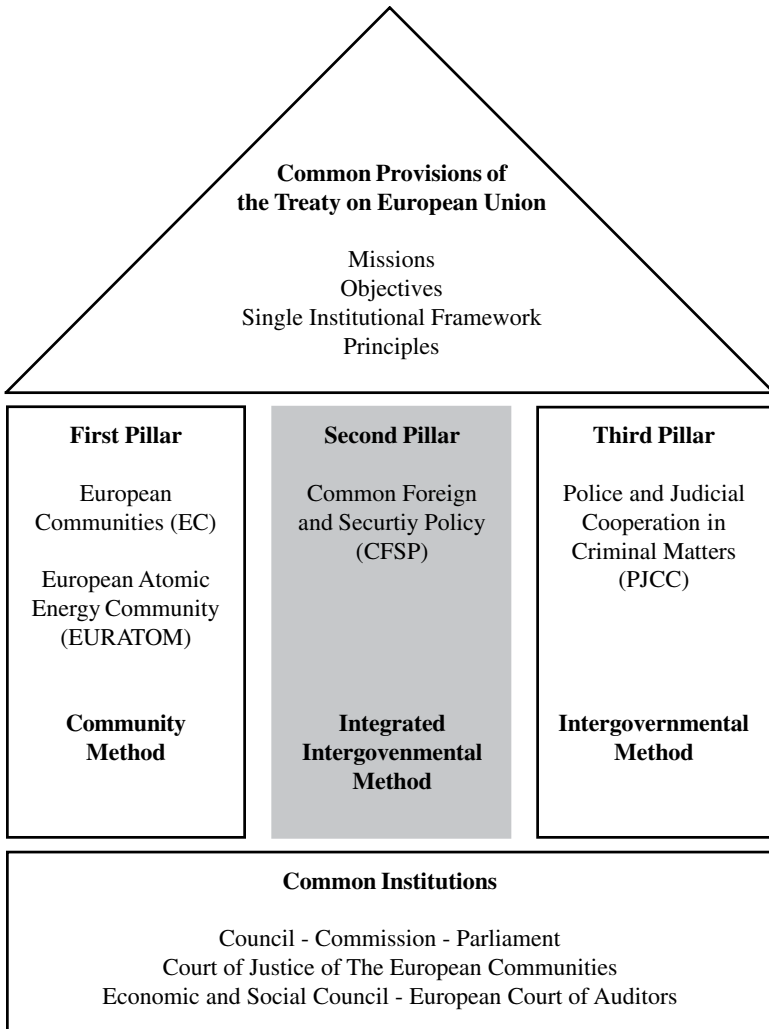 Common Provisions of
the Treaty on European Union
Missions
Objectives
Single Institutional Framework
Principles
First Pillar
European
Communities (EC)
European Atomic
Energy Community
(EURATOM)
Community
Method
Second Pillar
Common Foreign
and Securtiy Policy
(CFSP)
Integrated
Intergovenmental
Method
Third Pillar
Police and Judicial
Cooperation in
Criminal Matters
(PJCC)
Intergovernmental
Method
Common Institutions
Council - Commission - Parliament
Court of Justice of The European Communities
Economic and Social Council - European Court of Auditors